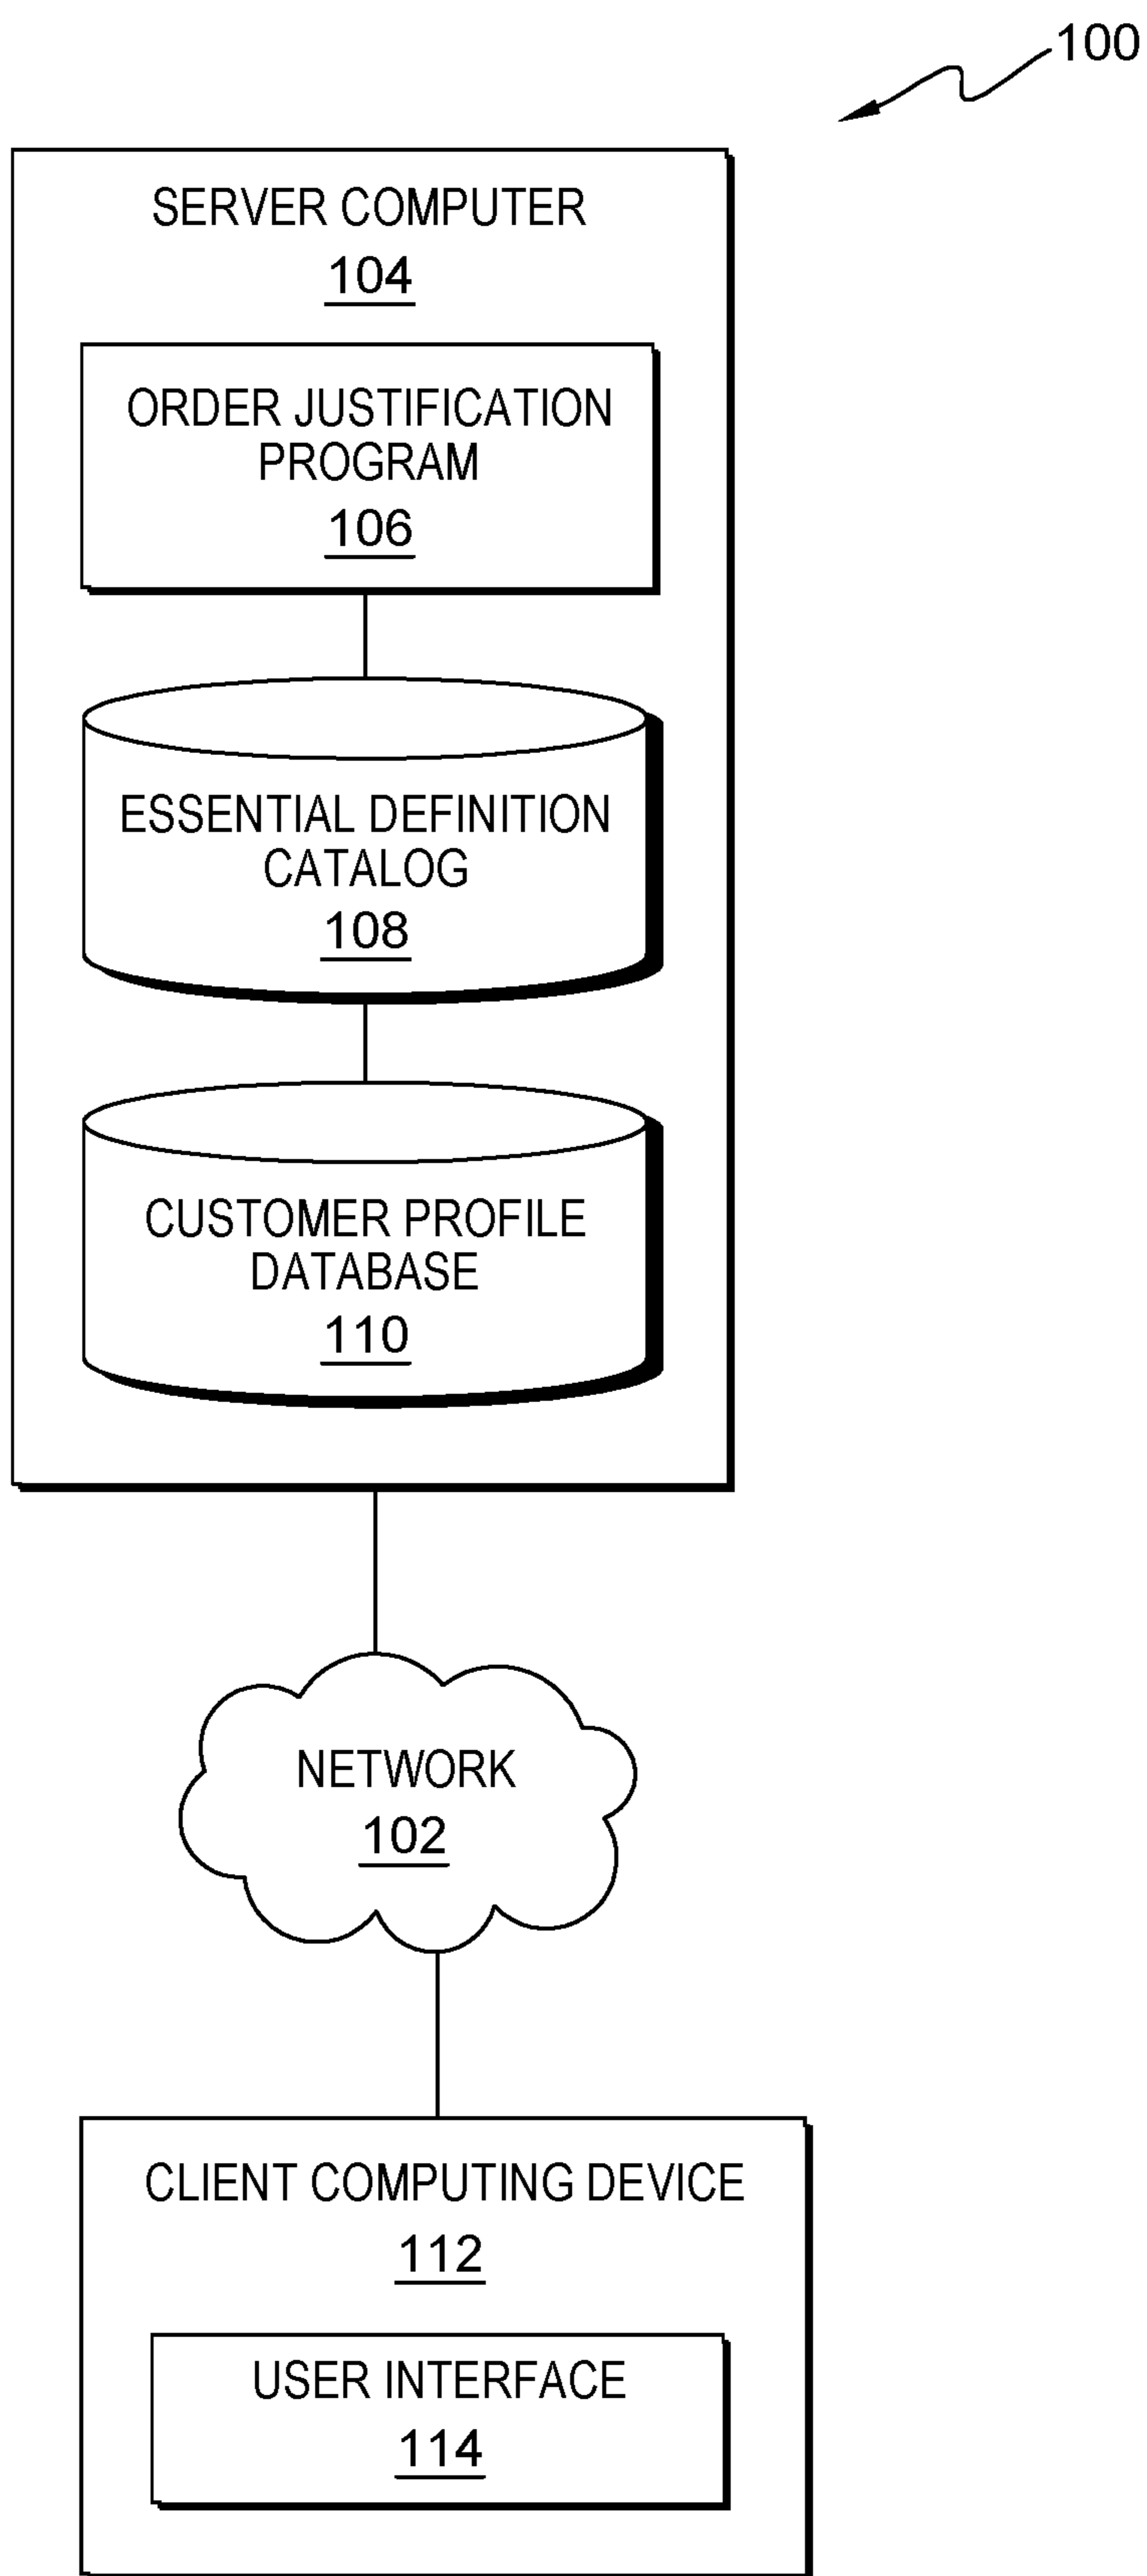 100
SERVER COMPUTER
104
ORDER JUSTIFICATION
PROGRAM
106
ESSENTIAL DEFINITION
CATALOG
108
CUSTOMER PROFILE
DATABASE
110
NETWORK
102
CLIENT COMPUTING DEVICE
112
USER INTERFACE
114